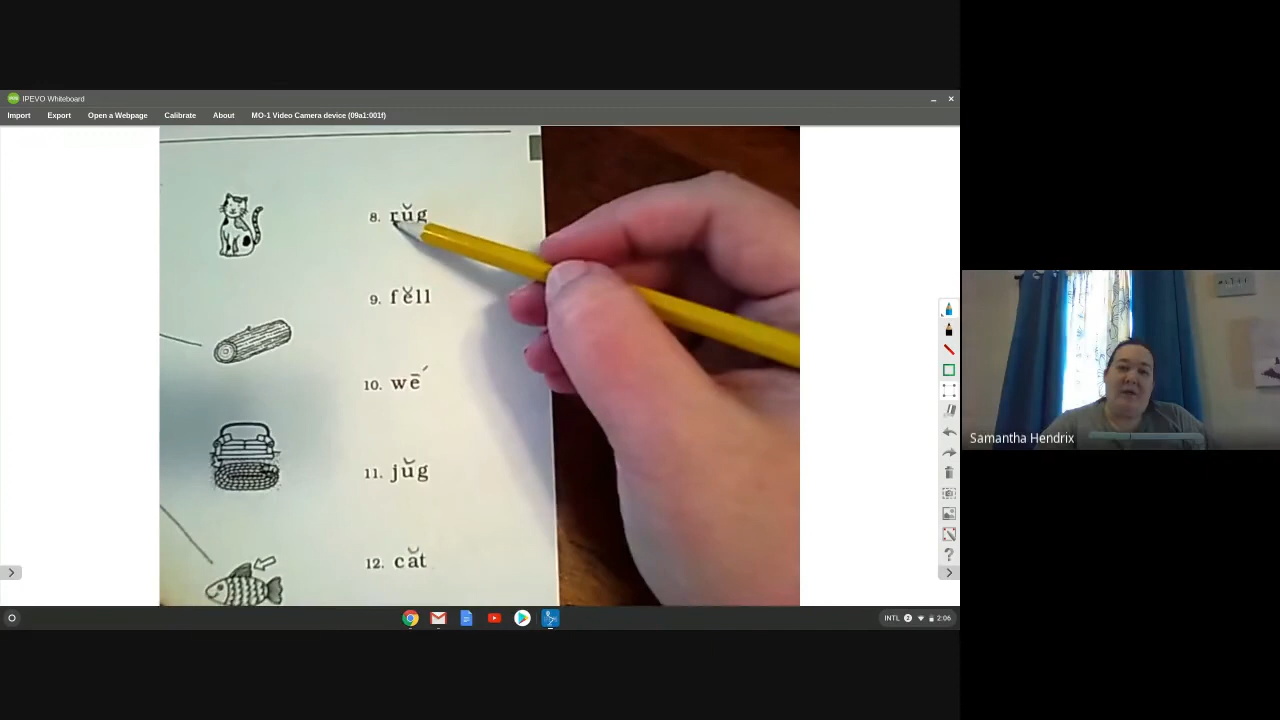 IPEVO Whiteboard
Import Export Open a Webpage Calibrate About MO-1 Video Camera device (09a1:001f)
8. rŭg
9. fĕll
10. wē′
11. jŭg
12. căt
Samantha Hendrix
INTL 2 2:06